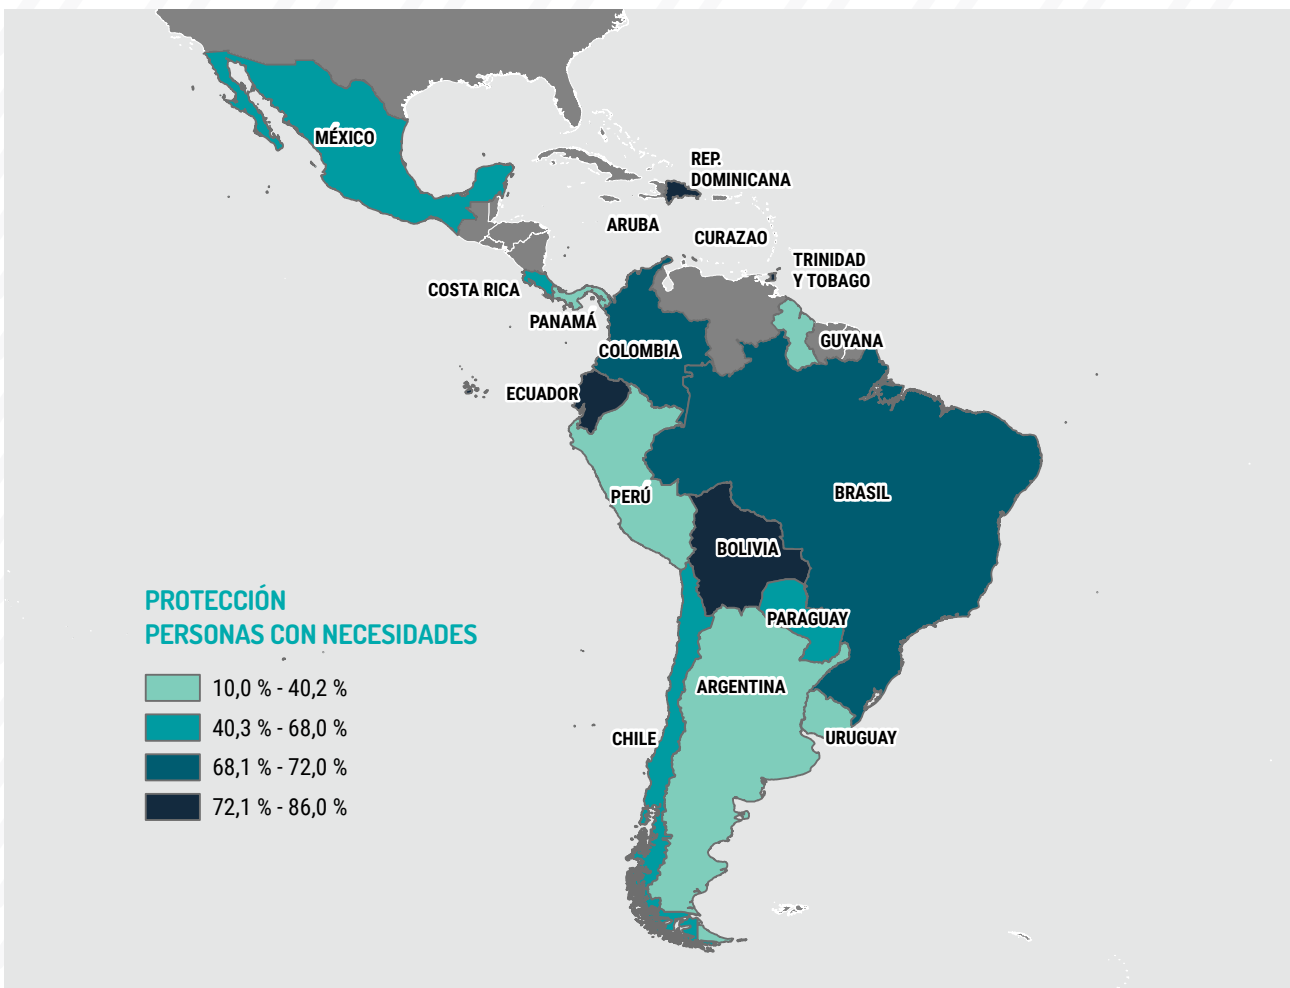 MÉXICO
REP.
DOMINICANA
ARUBA
CURAZAO
TRINIDAD
Y TOBAGO
COSTA RICA
PANAMÁ
GUYANA
COLOMBIA
ECUADOR
PERÚ
BRASIL
BOLIVIA
PARAGUAY
ARGENTINA
CHILE
URUGUAY
PROTECCIÓN
PERSONAS CON NECESIDADES
10,0 % - 40,2 %
40,3 % - 68,0 %
68,1 % - 72,0 %
72,1 % - 86,0 %